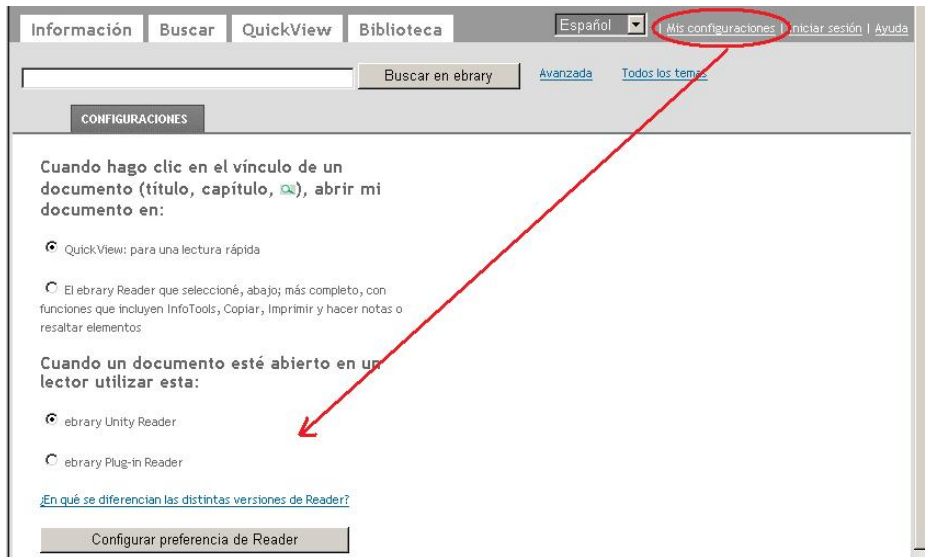 Información Buscar QuickView Biblioteca Español | Mis configuraciones | Iniciar sesión | Ayuda
Buscar en ebrary Avanzada Todos los temas
CONFIGURACIONES
Cuando hago clic en el vínculo de un
documento (título, capítulo, ), abrir mi
documento en:
QuickView: para una lectura rápida
El ebrary Reader que seleccioné, abajo; más completo, con
funciones que incluyen InfoTools, Copiar, Imprimir y hacer notas o
resaltar elementos
Cuando un documento esté abierto en un
lector utilizar esta:
ebrary Unity Reader
ebrary Plug-in Reader
¿En qué se diferencian las distintas versiones de Reader?
Configurar preferencia de Reader